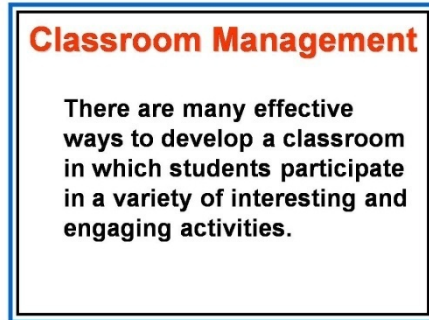 Classroom Management
There are many effective
ways to develop a classroom
in which students participate
in a variety of interesting and
engaging activities.